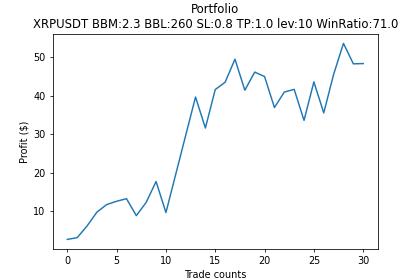 Portfolio
XRPUSDT BBM:2.3 BBL:260 SL:0.8 TP:1.0 lev:10 WinRatio:71.0
50
40
30
20
10
Profit ($)
0 5 10 15 20 25 30
Trade counts